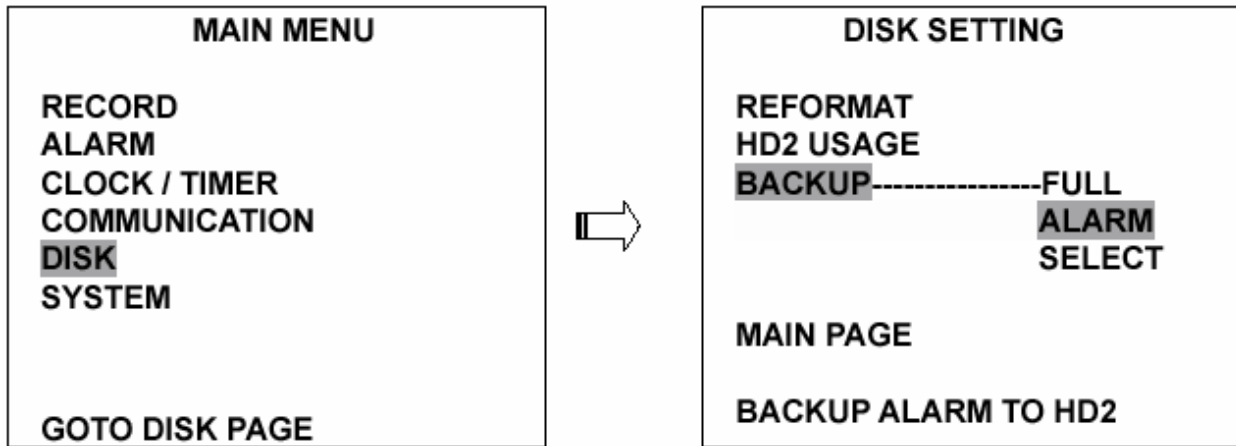 MAIN MENU
RECORD
ALARM
CLOCK / TIMER
COMMUNICATION
DISK
SYSTEM
GOTO DISK PAGE
DISK SETTING
REFORMAT
HD2 USAGE
BACKUP----------------FULL
ALARM
SELECT
MAIN PAGE
BACKUP ALARM TO HD2